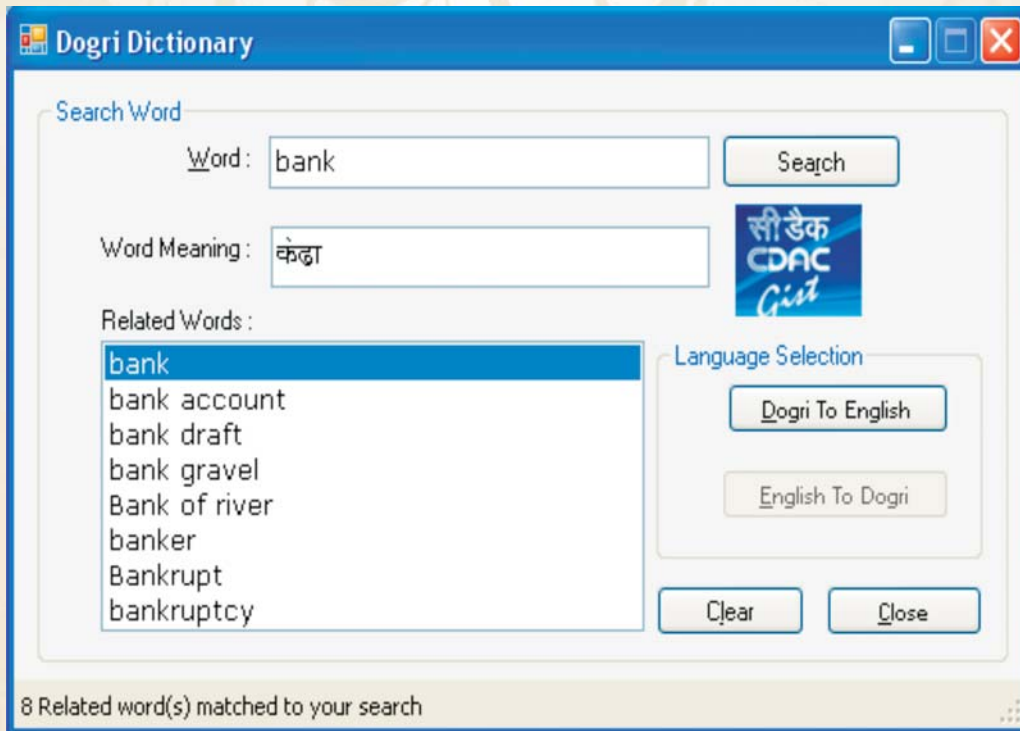 Dogri Dictionary
Search Word
Word : bank Search
Word Meaning : कंढा
सी डैक
CDAC
Gist
Related Words :
bank
bank account
bank draft
bank gravel
Bank of river
banker
Bankrupt
bankruptcy
Language Selection
Dogri To English
English To Dogri
Clear Close
8 Related word(s) matched to your search